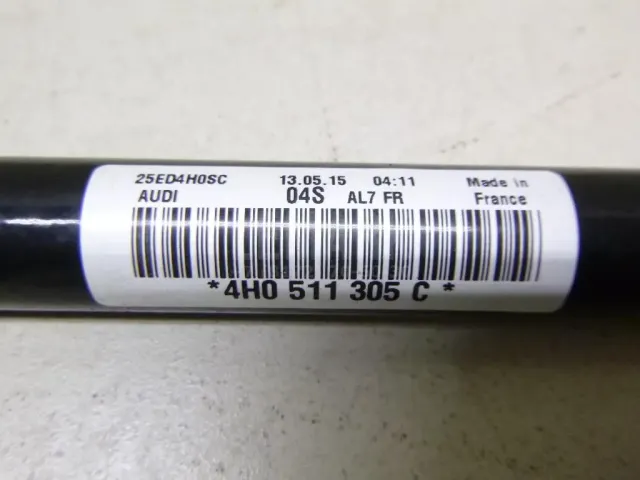 25ED4H0SC 13.05.15 04:11 Made in
AUDI 04S AL7 FR France
*4H0 511 305 C*